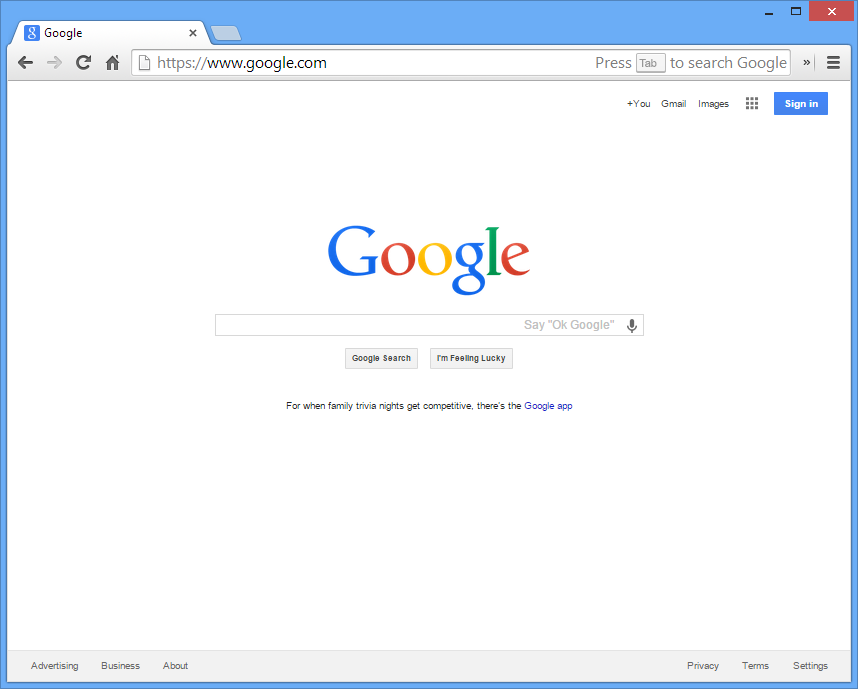 Google
https://www.google.com Press Tab to search Google »
+You Gmail Images Sign in
Google
Say "Ok Google"
Google Search I'm Feeling Lucky
For when family trivia nights get competitive, there's the Google app
Advertising Business About Privacy Terms Settings